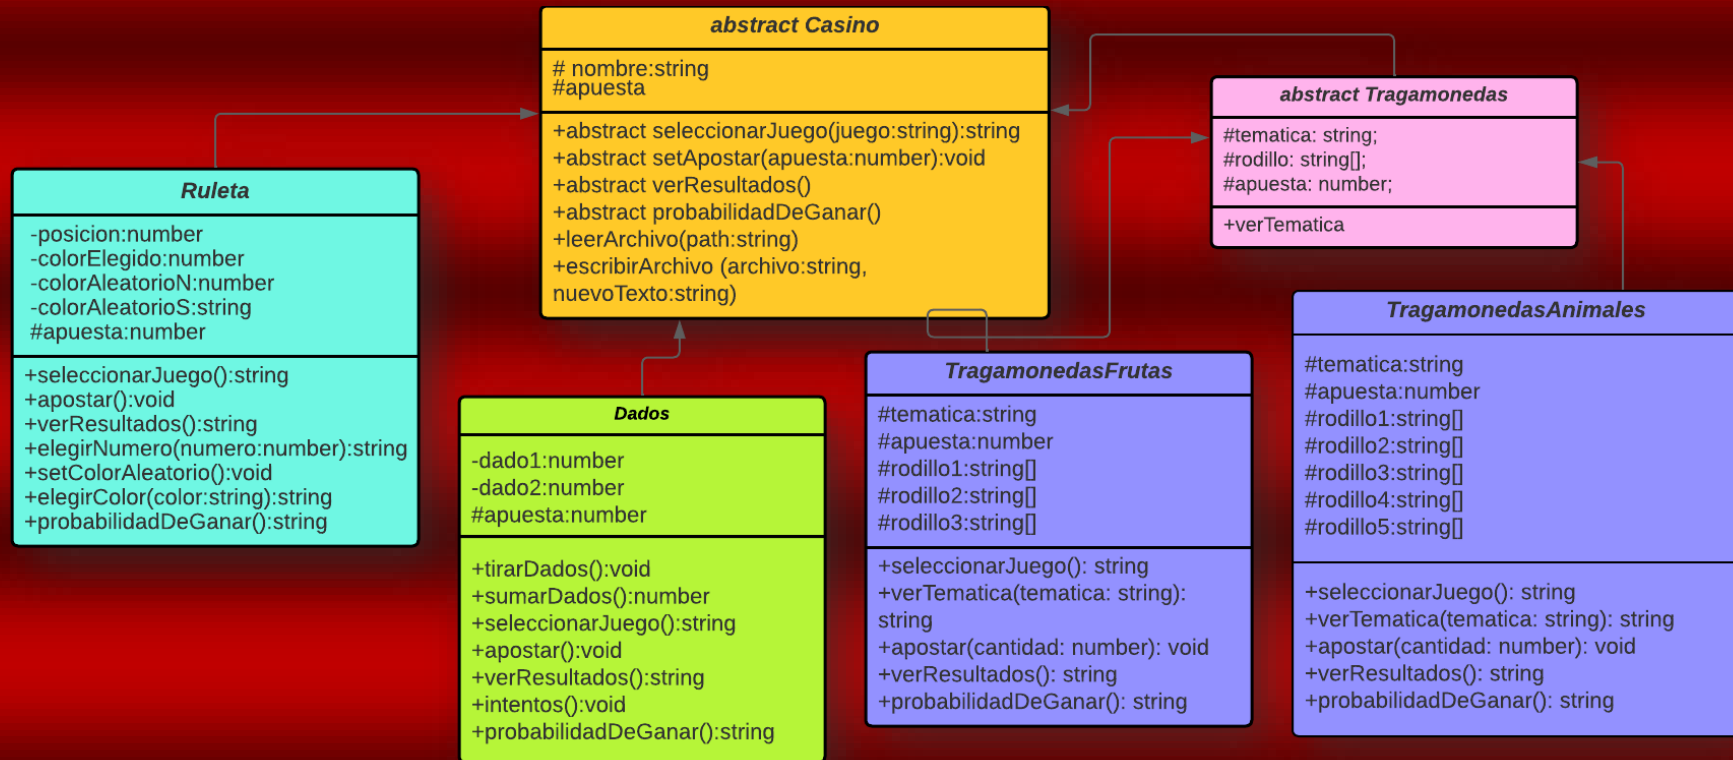 abstract Casino
# nombre:string
#apuesta
+abstract seleccionarJuego(juego:string):string
+abstract setApostar(apuesta:number):void
+abstract verResultados()
+abstract probabilidadDeGanar()
+leerArchivo(path:string)
+escribirArchivo (archivo:string,
nuevoTexto:string)
abstract Tragamonedas
#tematica: string;
#rodillo: string[];
#apuesta: number;
+verTematica
Ruleta
-posicion:number
-colorElegido:number
-colorAleatorioN:number
-colorAleatorioS:string
#apuesta:number
+seleccionarJuego():string
+apostar():void
+verResultados():string
+elegirNumero(numero:number):string
+setColorAleatorio():void
+elegirColor(color:string):string
+probabilidadDeGanar():string
Dados
-dado1:number
-dado2:number
#apuesta:number
+tirarDados():void
+sumarDados():number
+seleccionarJuego():string
+apostar():void
+verResultados():string
+intentos():void
+probabilidadDeGanar():string
TragamonedasFrutas
#tematica:string
#apuesta:number
#rodillo1:string[]
#rodillo2:string[]
#rodillo3:string[]
+seleccionarJuego(): string
+verTematica(tematica: string):
string
+apostar(cantidad: number): void
+verResultados(): string
+probabilidadDeGanar(): string
TragamonedasAnimales
#tematica:string
#apuesta:number
#rodillo1:string[]
#rodillo2:string[]
#rodillo3:string[]
#rodillo4:string[]
#rodillo5:string[]
+seleccionarJuego(): string
+verTematica(tematica: string): string
+apostar(cantidad: number): void
+verResultados(): string
+probabilidadDeGanar(): string